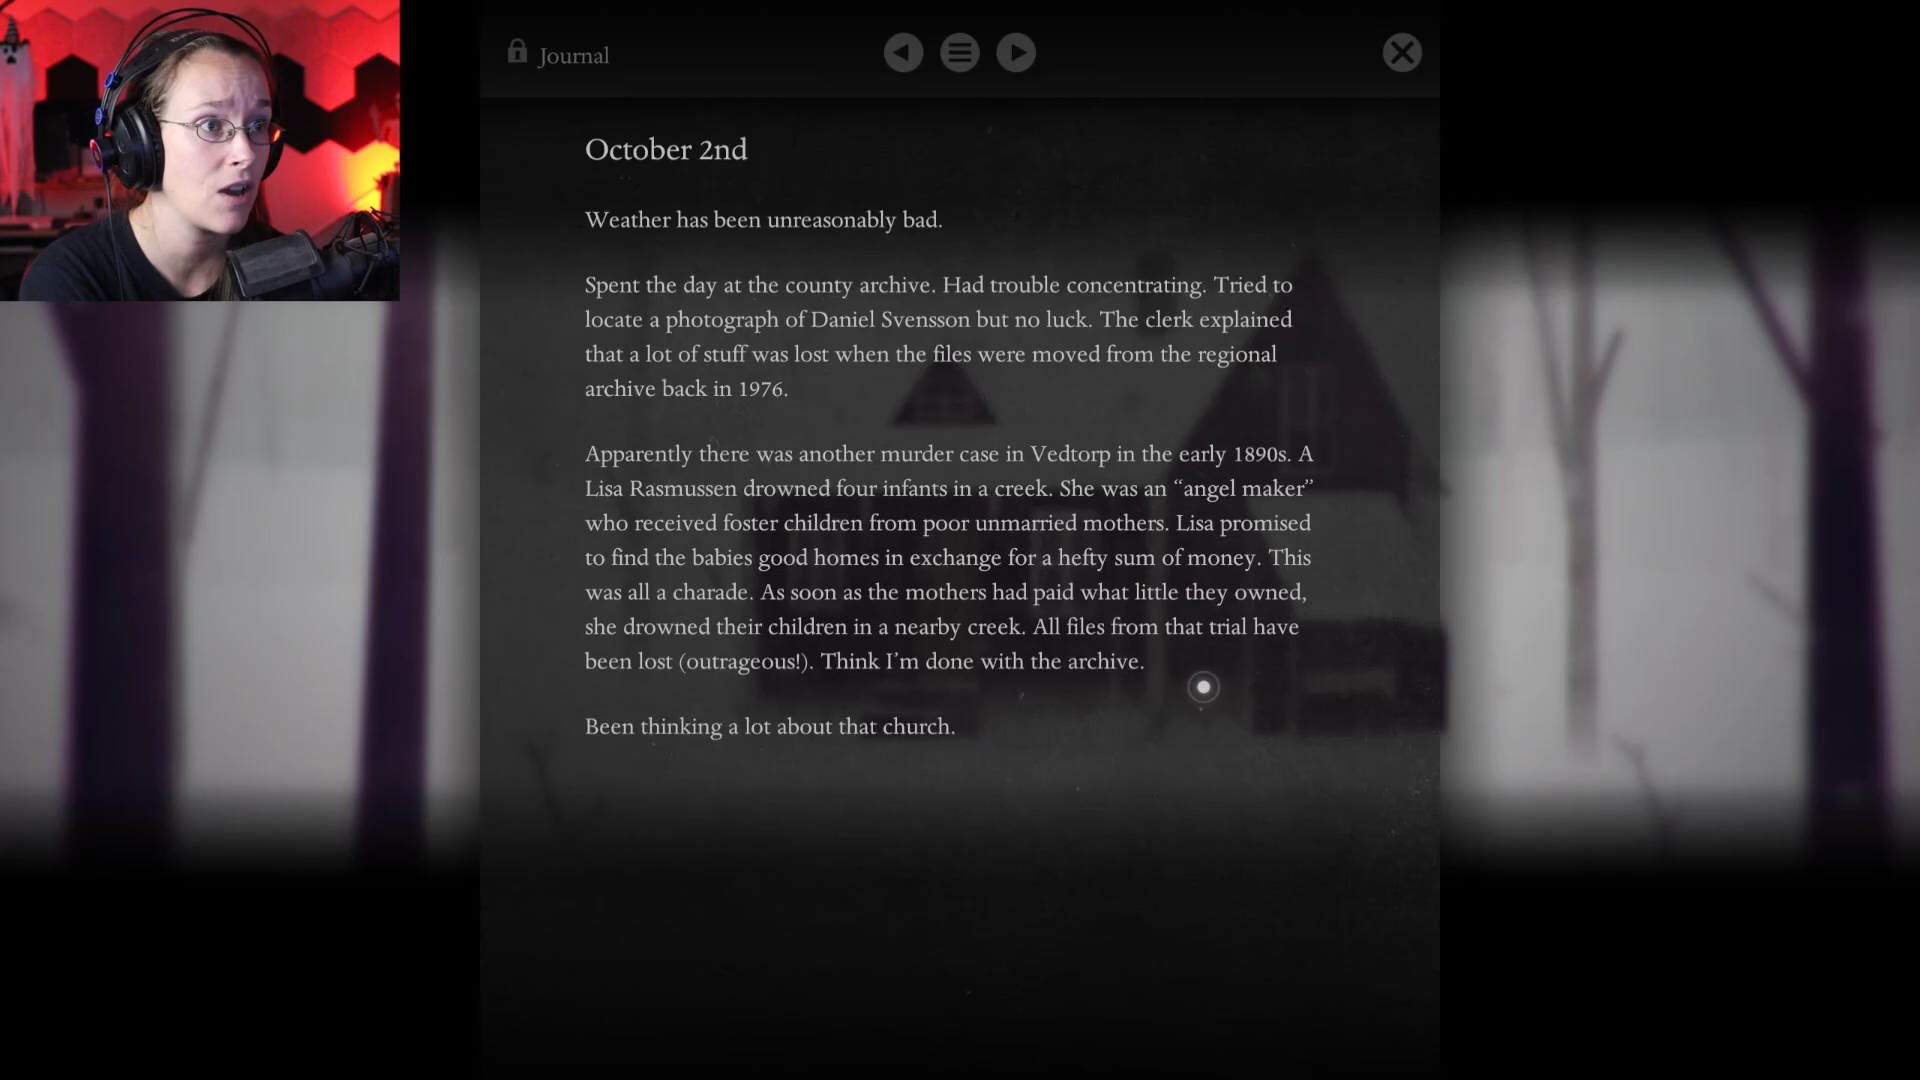 Journal
October 2nd
Weather has been unreasonably bad.
Spent the day at the county archive. Had trouble concentrating. Tried to
locate a photograph of Daniel Svensson but no luck. The clerk explained
that a lot of stuff was lost when the files were moved from the regional
archive back in 1976.
Apparently there was another murder case in Vedtorp in the early 1890s. A
Lisa Rasmussen drowned four infants in a creek. She was an “angel maker”
who received foster children from poor unmarried mothers. Lisa promised
to find the babies good homes in exchange for a hefty sum of money. This
was all a charade. As soon as the mothers had paid what little they owned,
she drowned their children in a nearby creek. All files from that trial have
been lost (outrageous!). Think I’m done with the archive.
Been thinking a lot about that church.